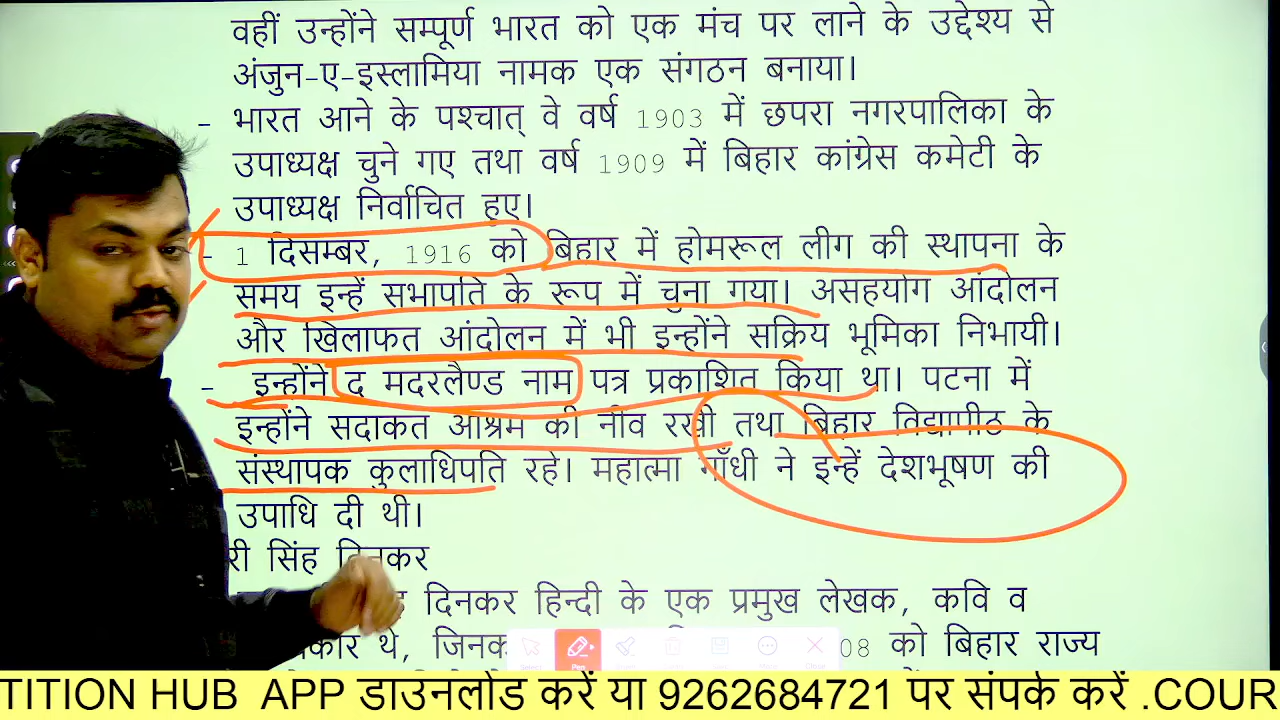 वहीं उन्होंने सम्पूर्ण भारत को एक मंच पर लाने के उद्देश्य से
अंजुन-ए-इस्लामिया नामक एक संगठन बनाया।
- भारत आने के पश्चात् वे वर्ष 1903 में छपरा नगरपालिका के
उपाध्यक्ष चुने गए तथा वर्ष 1909 में बिहार कांग्रेस कमेटी के
उपाध्यक्ष निर्वाचित हुए।
- 1 दिसम्बर, 1916 को बिहार में होमरूल लीग की स्थापना के
समय इन्हें सभापति के रूप में चुना गया। असहयोग आंदोलन
और खिलाफत आंदोलन में भी इन्होंने सक्रिय भूमिका निभायी।
- इन्होंने द मदरलैण्ड नाम पत्र प्रकाशित किया था। पटना में
इन्होंने सदाकत आश्रम की नींव रखी तथा बिहार विद्यापीठ के
संस्थापक कुलाधिपति रहे। महात्मा गाँधी ने इन्हें देशभूषण की
उपाधि दी थी।
री सिंह दिनकर
दिनकर हिन्दी के एक प्रमुख लेखक, कवि व
कार थे, जिनक 08 को बिहार राज्य
TITION HUB APP डाउनलोड करें या 9262684721 पर संपर्क करें .COUR